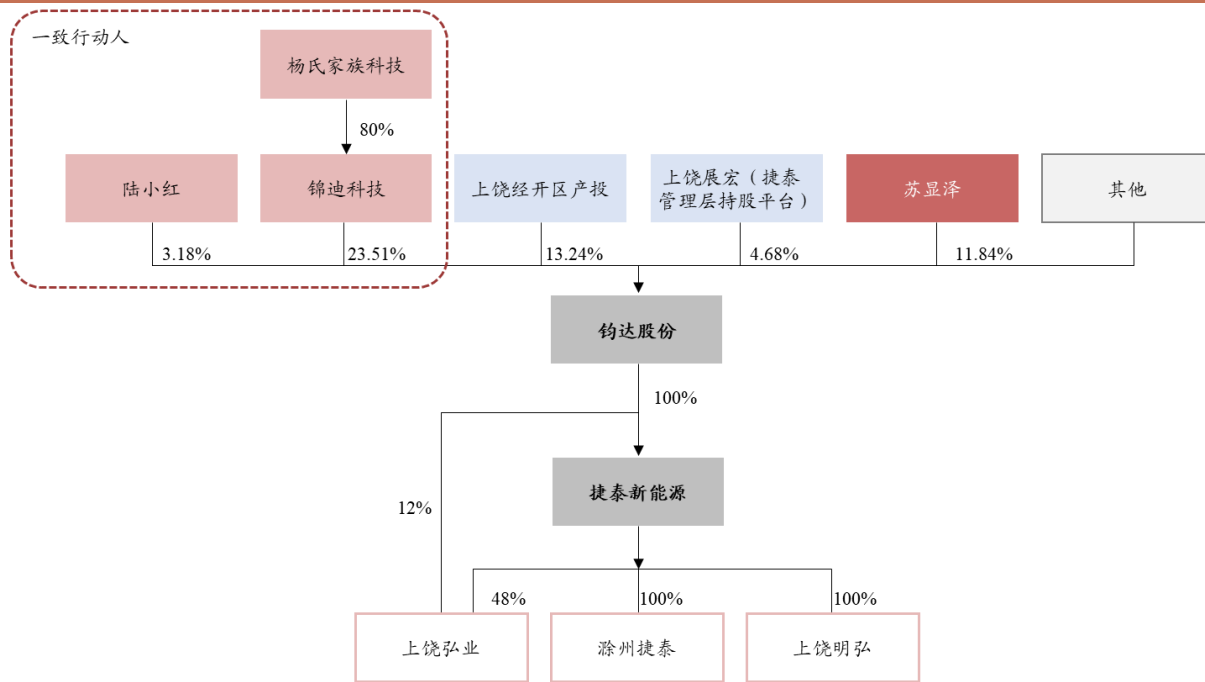 一致行动人
杨氏家族科技
80%
陆小红
锦迪科技
上饶经开区产投
上饶展宏（捷泰
管理层持股平台）
苏显泽
其他
3.18%
23.51%
13.24%
4.68%
11.84%
钧达股份
100%
捷泰新能源
12%
48%
100%
100%
上饶弘业
滁州捷泰
上饶明弘